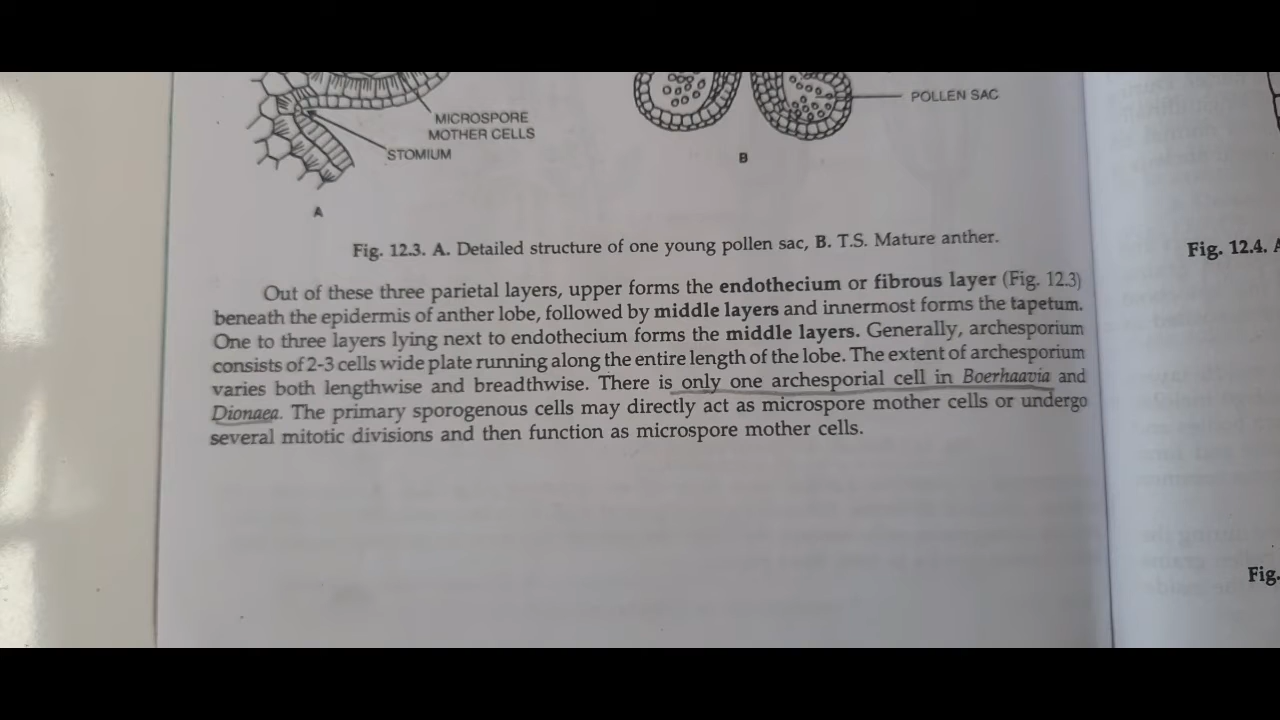 MICROSPORE
MOTHER CELLS
STOMIUM
A
POLLEN SAC
B
Fig. 12.3. A. Detailed structure of one young pollen sac, B. T.S. Mature anther.
Out of these three parietal layers, upper forms the endothecium or fibrous layer (Fig. 12.3)
beneath the epidermis of anther lobe, followed by middle layers and innermost forms the tapetum.
One to three layers lying next to endothecium forms the middle layers. Generally, archesporium
consists of 2-3 cells wide plate running along the entire length of the lobe. The extent of archesporium
varies both lengthwise and breadthwise. There is only one archesporial cell in Boerhaavia and
Dionaea. The primary sporogenous cells may directly act as microspore mother cells or undergo
several mitotic divisions and then function as microspore mother cells.
Fig. 12.4. A
Fig.